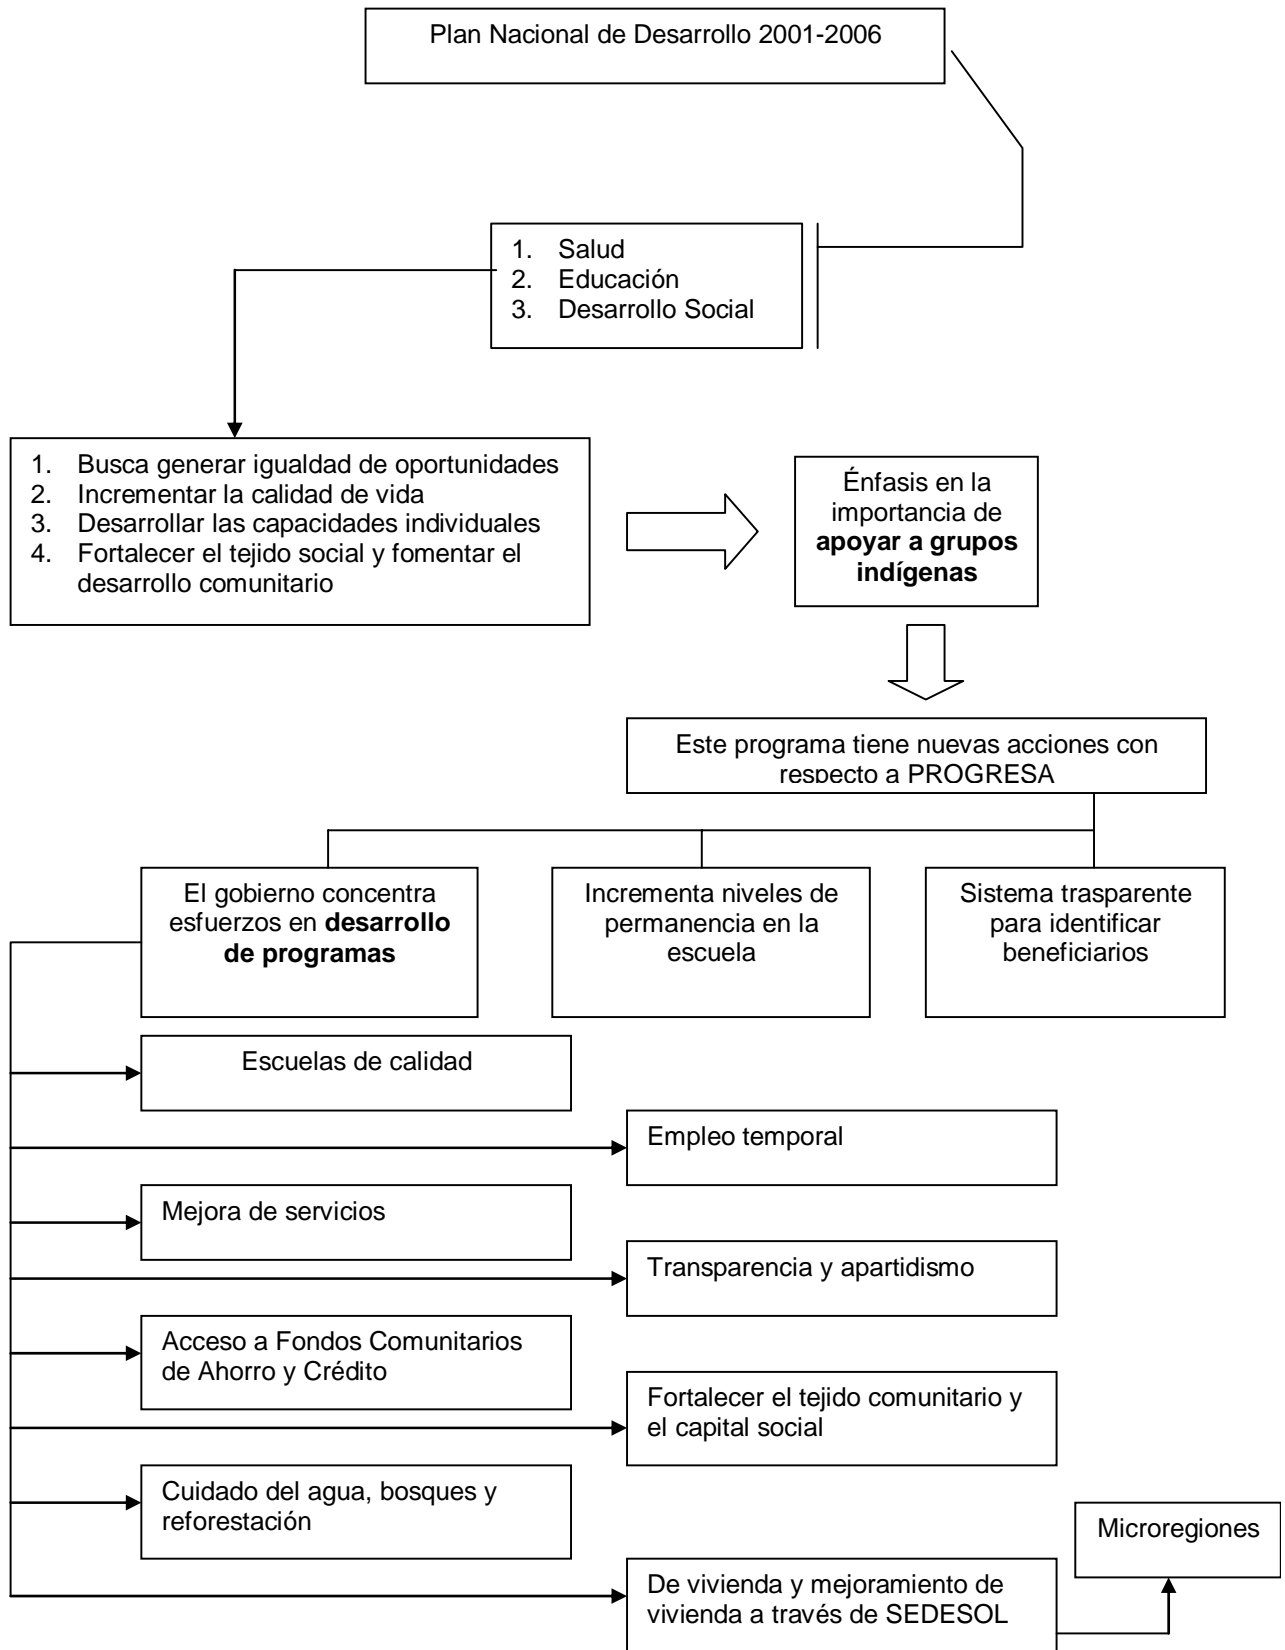 Plan Nacional de Desarrollo 2001-2006
1. Salud
2. Educación
3. Desarrollo Social
1. Busca generar igualdad de oportunidades
2. Incrementar la calidad de vida
3. Desarrollar las capacidades individuales
4. Fortalecer el tejido social y fomentar el
desarrollo comunitario
Énfasis en la
importancia de
apoyar a grupos
indígenas
Este programa tiene nuevas acciones con
respecto a PROGRESA
El gobierno concentra
esfuerzos en desarrollo
de programas
Incrementa niveles de
permanencia en la
escuela
Sistema trasparente
para identificar
beneficiarios
Escuelas de calidad
Empleo temporal
Mejora de servicios
Transparencia y apartidismo
Acceso a Fondos Comunitarios
de Ahorro y Crédito
Fortalecer el tejido comunitario y
el capital social
Cuidado del agua, bosques y
reforestación
Microregiones
De vivienda y mejoramiento de
vivienda a través de SEDESOL